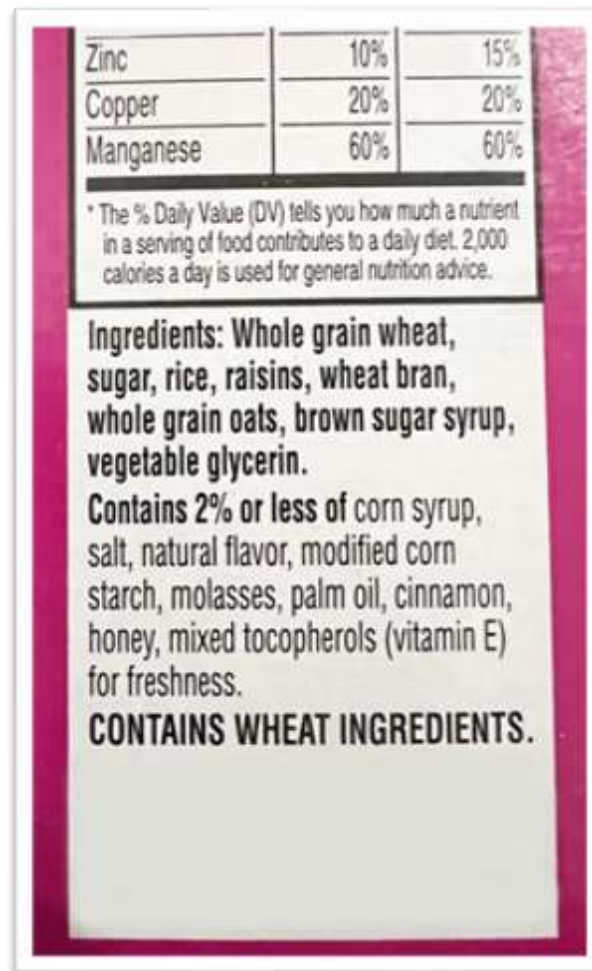 Zinc 10% 15%
Copper 20% 20%
Manganese 60% 60%
* The % Daily Value (DV) tells you how much a nutrient
in a serving of food contributes to a daily diet. 2,000
calories a day is used for general nutrition advice.
Ingredients: Whole grain wheat,
sugar, rice, raisins, wheat bran,
whole grain oats, brown sugar syrup,
vegetable glycerin.
Contains 2% or less of corn syrup,
salt, natural flavor, modified corn
starch, molasses, palm oil, cinnamon,
honey, mixed tocopherols (vitamin E)
for freshness.
CONTAINS WHEAT INGREDIENTS.